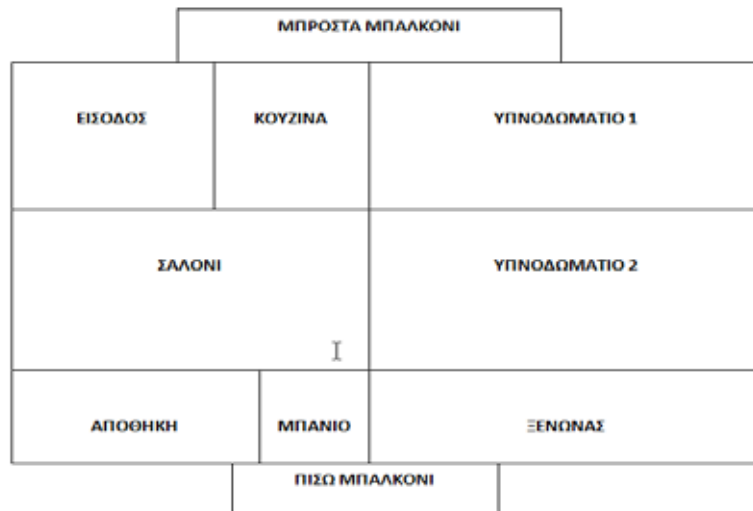 ΜΠΡΟΣΤΑ ΜΠΑΛΚΟΝΙ
ΕΙΣΟΔΟΣ ΚΟΥΖΙΝΑ ΥΠΝΟΔΩΜΑΤΙΟ 1
ΣΑΛΟΝΙ ΥΠΝΟΔΩΜΑΤΙΟ 2
ΑΠΟΘΗΚΗ ΜΠΑΝΙΟ ΞΕΝΩΝΑΣ
ΠΙΣΩ ΜΠΑΛΚΟΝΙ